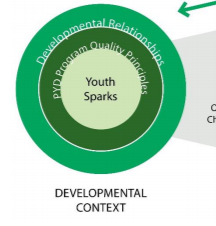 Developmental Relationships
PYD Program Quality Principles
Youth
Sparks
DEVELOPMENTAL
CONTEXT